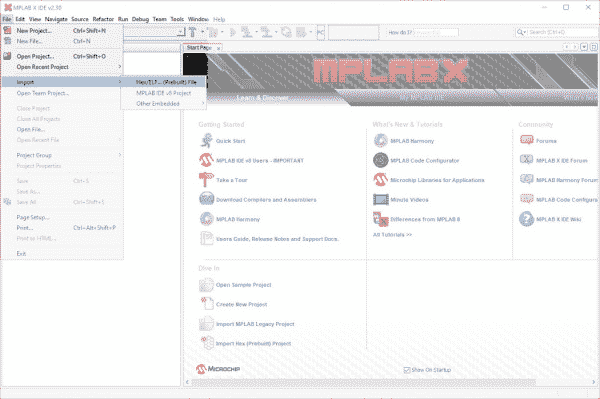 MPLAB X IDE v2.30
File Edit View Navigate Source Refactor Run Debug Team Tools Window Help
New Project... Ctrl+Shift+N
New File... Ctrl+N
Open Project... Ctrl+Shift+O
Open Recent Project
Import
Open Team Project...
Close Project
Close All Projects
Open File...
Open Recent File
Project Group
Project Properties
Save Ctrl+S
Save As...
Save All Ctrl+Shift+S
Page Setup...
Print... Ctrl+Alt+Shift+P
Print to HTML...
Exit
Hex/ELF... (Prebuilt) File
MPLAB IDE v8 Project
Other Embedded
PC
How do I?
Search (Ctrl+I)
Start Page
MPLAB X
Learn & Discover
Getting Started
Quick Start
MPLAB IDE v8 Users - IMPORTANT
Take a Tour
Download Compilers and Assemblers
MPLAB Harmony
Users Guide, Release Notes and Support Docs.
What's New & Tutorials
MPLAB Harmony
MPLAB Code Configurator
Microchip Libraries for Applications
Minute Videos
Differences from MPLAB 8
All Tutorials >>
Community
Forums
MPLAB X IDE Forum
MPLAB Harmony Forum
MPLAB Code Configura
MPLAB X IDE Wiki
Dive In
Open Sample Project
Create New Project
Import MPLAB Legacy Project
Import Hex (Prebuilt) Project
MICROCHIP
Show On Startup